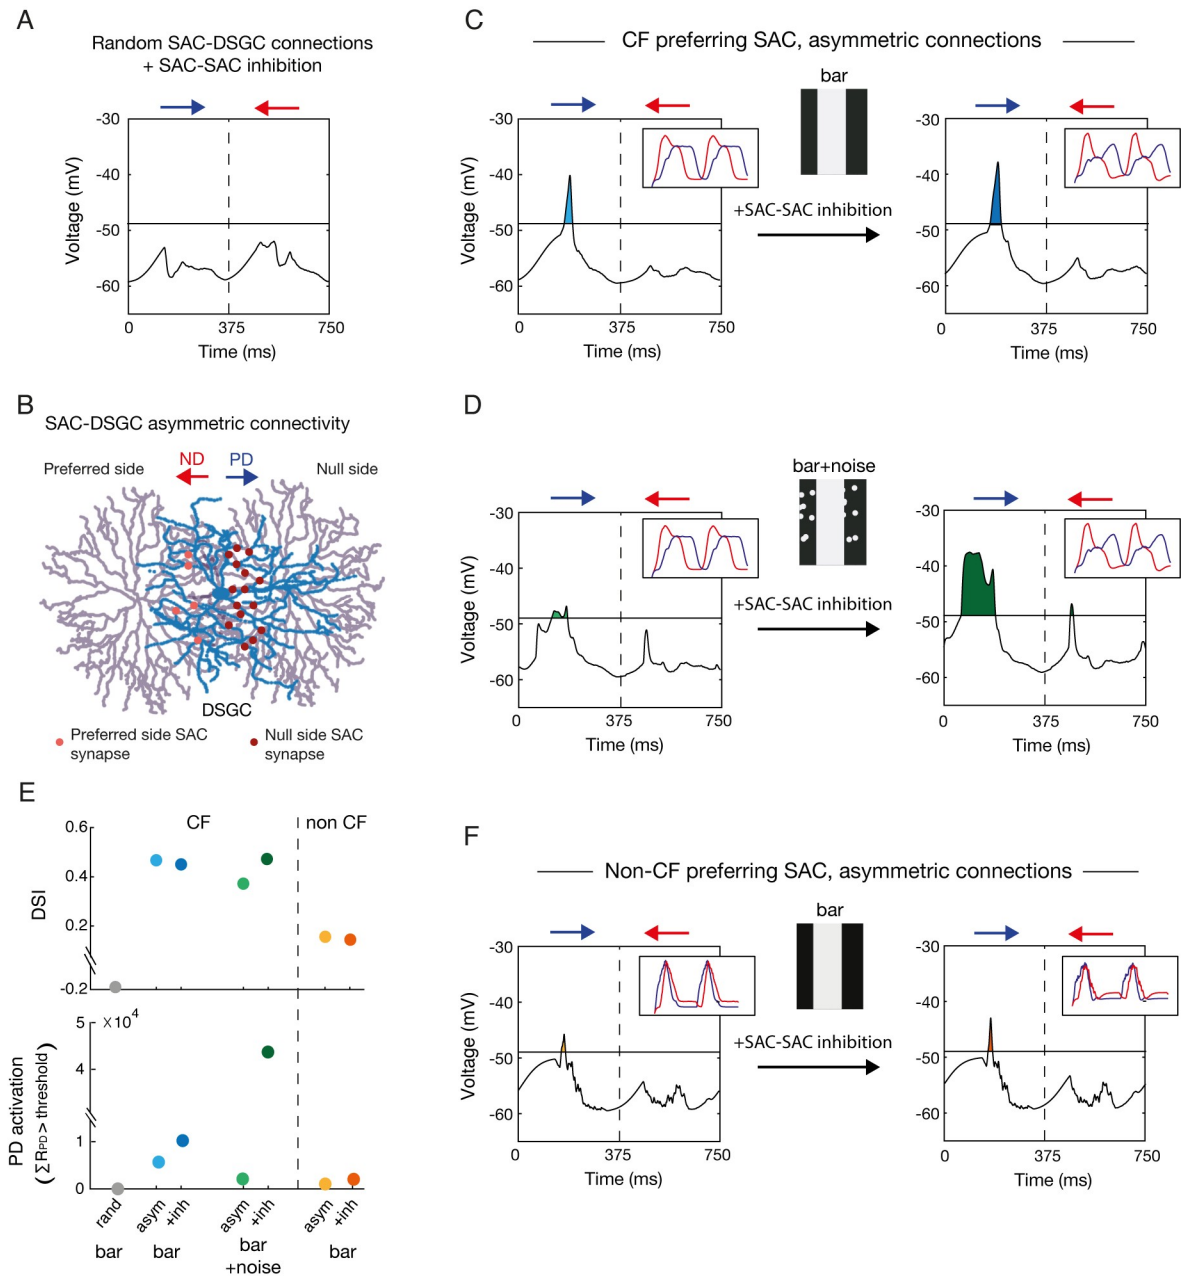 A
Random SAC-DSGC connections
+ SAC-SAC inhibition
-30
-40
-50
-60
Voltage (mV)
0
375
750
Time (ms)
B
SAC-DSGC asymmetric connectivity
ND
PD
Preferred side
Null side
DSGC
Preferred side SAC
synapse
Null side SAC
synapse
C
CF preferring SAC, asymmetric connections
bar
-30
-40
-50
-60
Voltage (mV)
0
375
750
Time (ms)
+SAC-SAC inhibition
-30
-40
-50
-60
0
375
750
Time (ms)
D
bar+noise
-30
-40
-50
-60
Voltage (mV)
0
375
750
Time (ms)
+SAC-SAC inhibition
-30
-40
-50
-60
0
375
750
Time (ms)
E
CF
non CF
0.6
0.4
0.2
-0.2
DSI
5
×10⁴
4
1
0
PD activation
(∑RPD > threshold)
rand
asym
+inh
asym
+inh
asym
+inh
bar
bar
bar
+noise
bar
F
Non-CF preferring SAC, asymmetric connections
bar
-30
-40
-50
-60
Voltage (mV)
0
375
750
Time (ms)
+SAC-SAC inhibition
-30
-40
-50
-60
0
375
750
Time (ms)